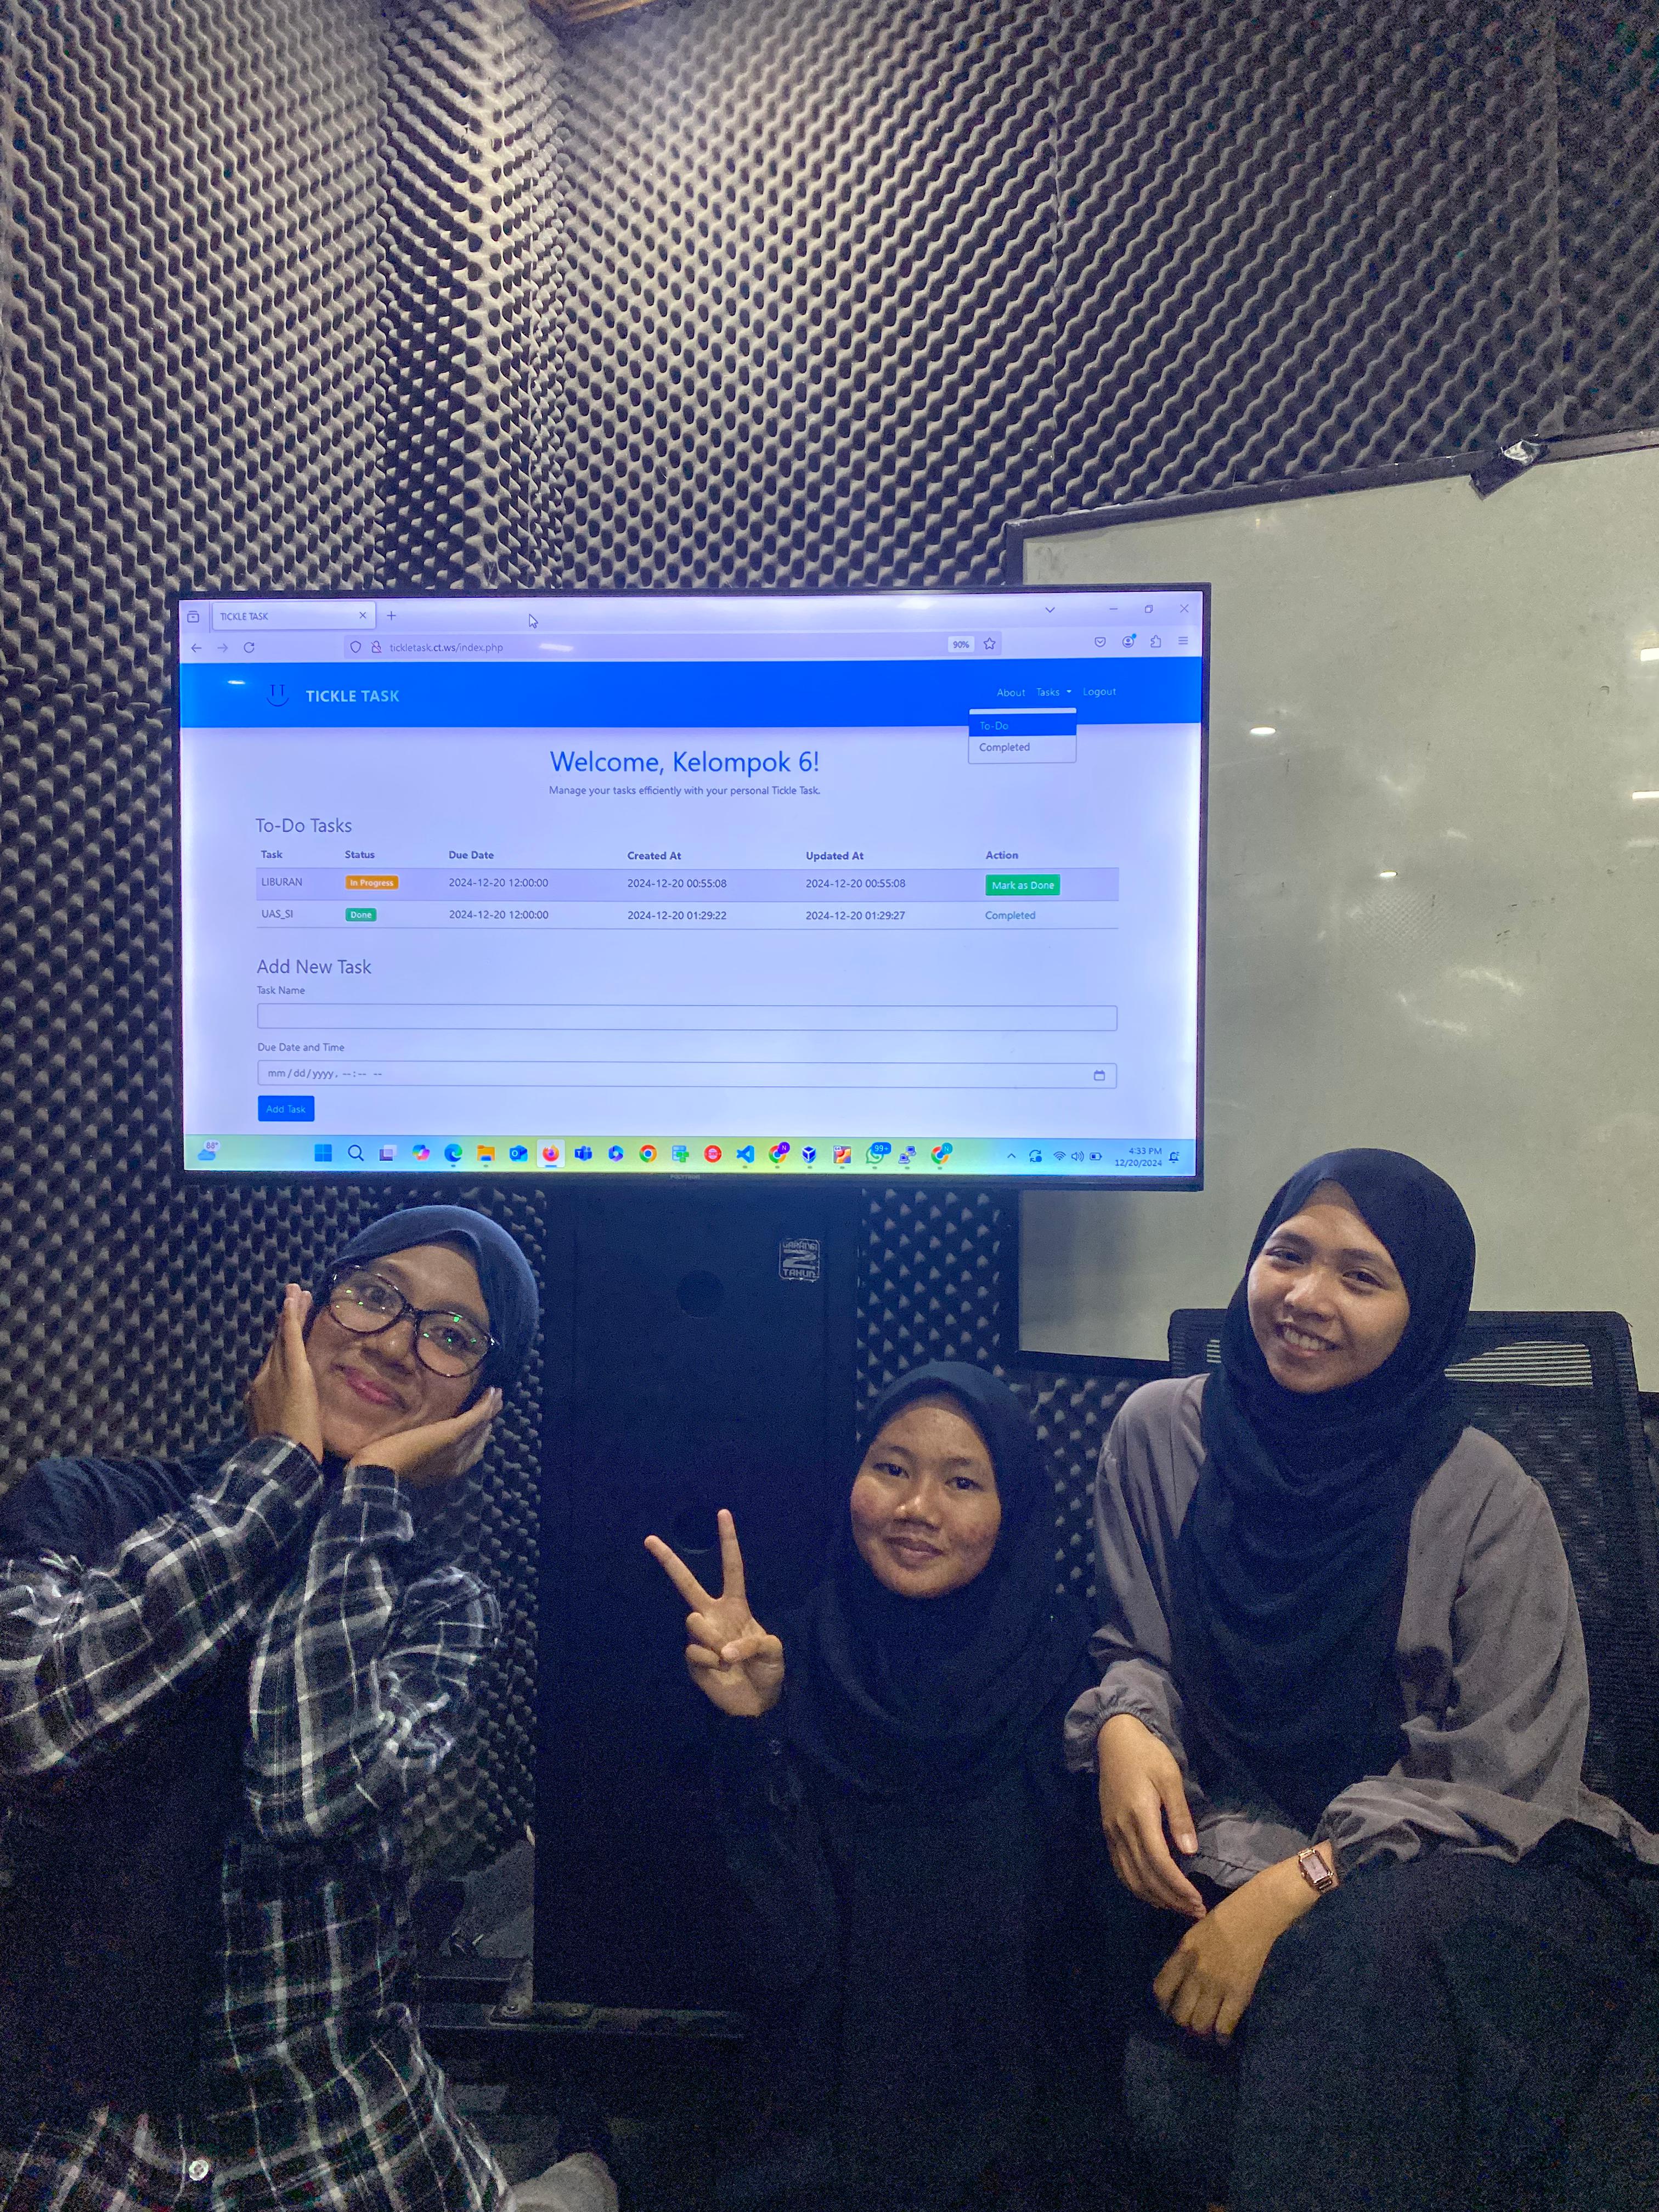 TICKLE TASK
tickletask.ct.ws/index.php
90%
TICKLE TASK
About Tasks Logout
To-Do
Completed
Welcome, Kelompok 6!
Manage your tasks efficiently with your personal Tickle Task.
To-Do Tasks
Task Status Due Date Created At Updated At Action
LIBURAN In Progress 2024-12-20 12:00:00 2024-12-20 00:55:08 2024-12-20 00:55:08 Mark as Done
UAS_SI Done 2024-12-20 12:00:00 2024-12-20 01:29:22 2024-12-20 01:29:27 Completed
Add New Task
Task Name
Due Date and Time
mm/dd/yyyy, --:-- --
Add Task
88°
99+
4:33 PM
12/20/2024
POLYTRON
GARANSI
2
TAHUN